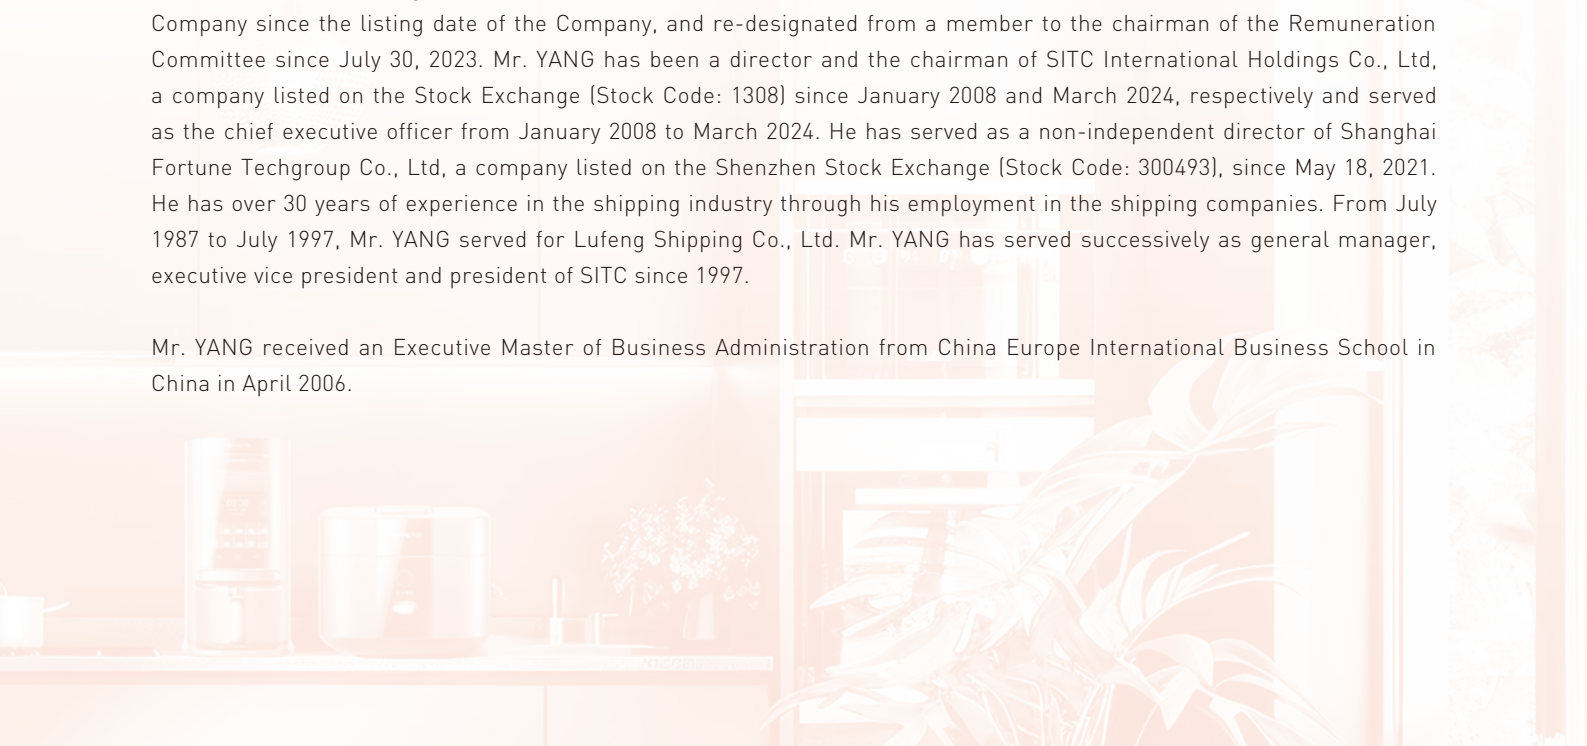 Company since the listing date of the Company, and re-designated from a member to the chairman of the Remuneration
Committee since July 30, 2023. Mr. YANG has been a director and the chairman of SITC International Holdings Co., Ltd,
a company listed on the Stock Exchange (Stock Code: 1308) since January 2008 and March 2024, respectively and served
as the chief executive officer from January 2008 to March 2024. He has served as a non-independent director of Shanghai
Fortune Techgroup Co., Ltd, a company listed on the Shenzhen Stock Exchange (Stock Code: 300493), since May 18, 2021.
He has over 30 years of experience in the shipping industry through his employment in the shipping companies. From July
1987 to July 1997, Mr. YANG served for Lufeng Shipping Co., Ltd. Mr. YANG has served successively as general manager,
executive vice president and president of SITC since 1997.
Mr. YANG received an Executive Master of Business Administration from China Europe International Business School in
China in April 2006.